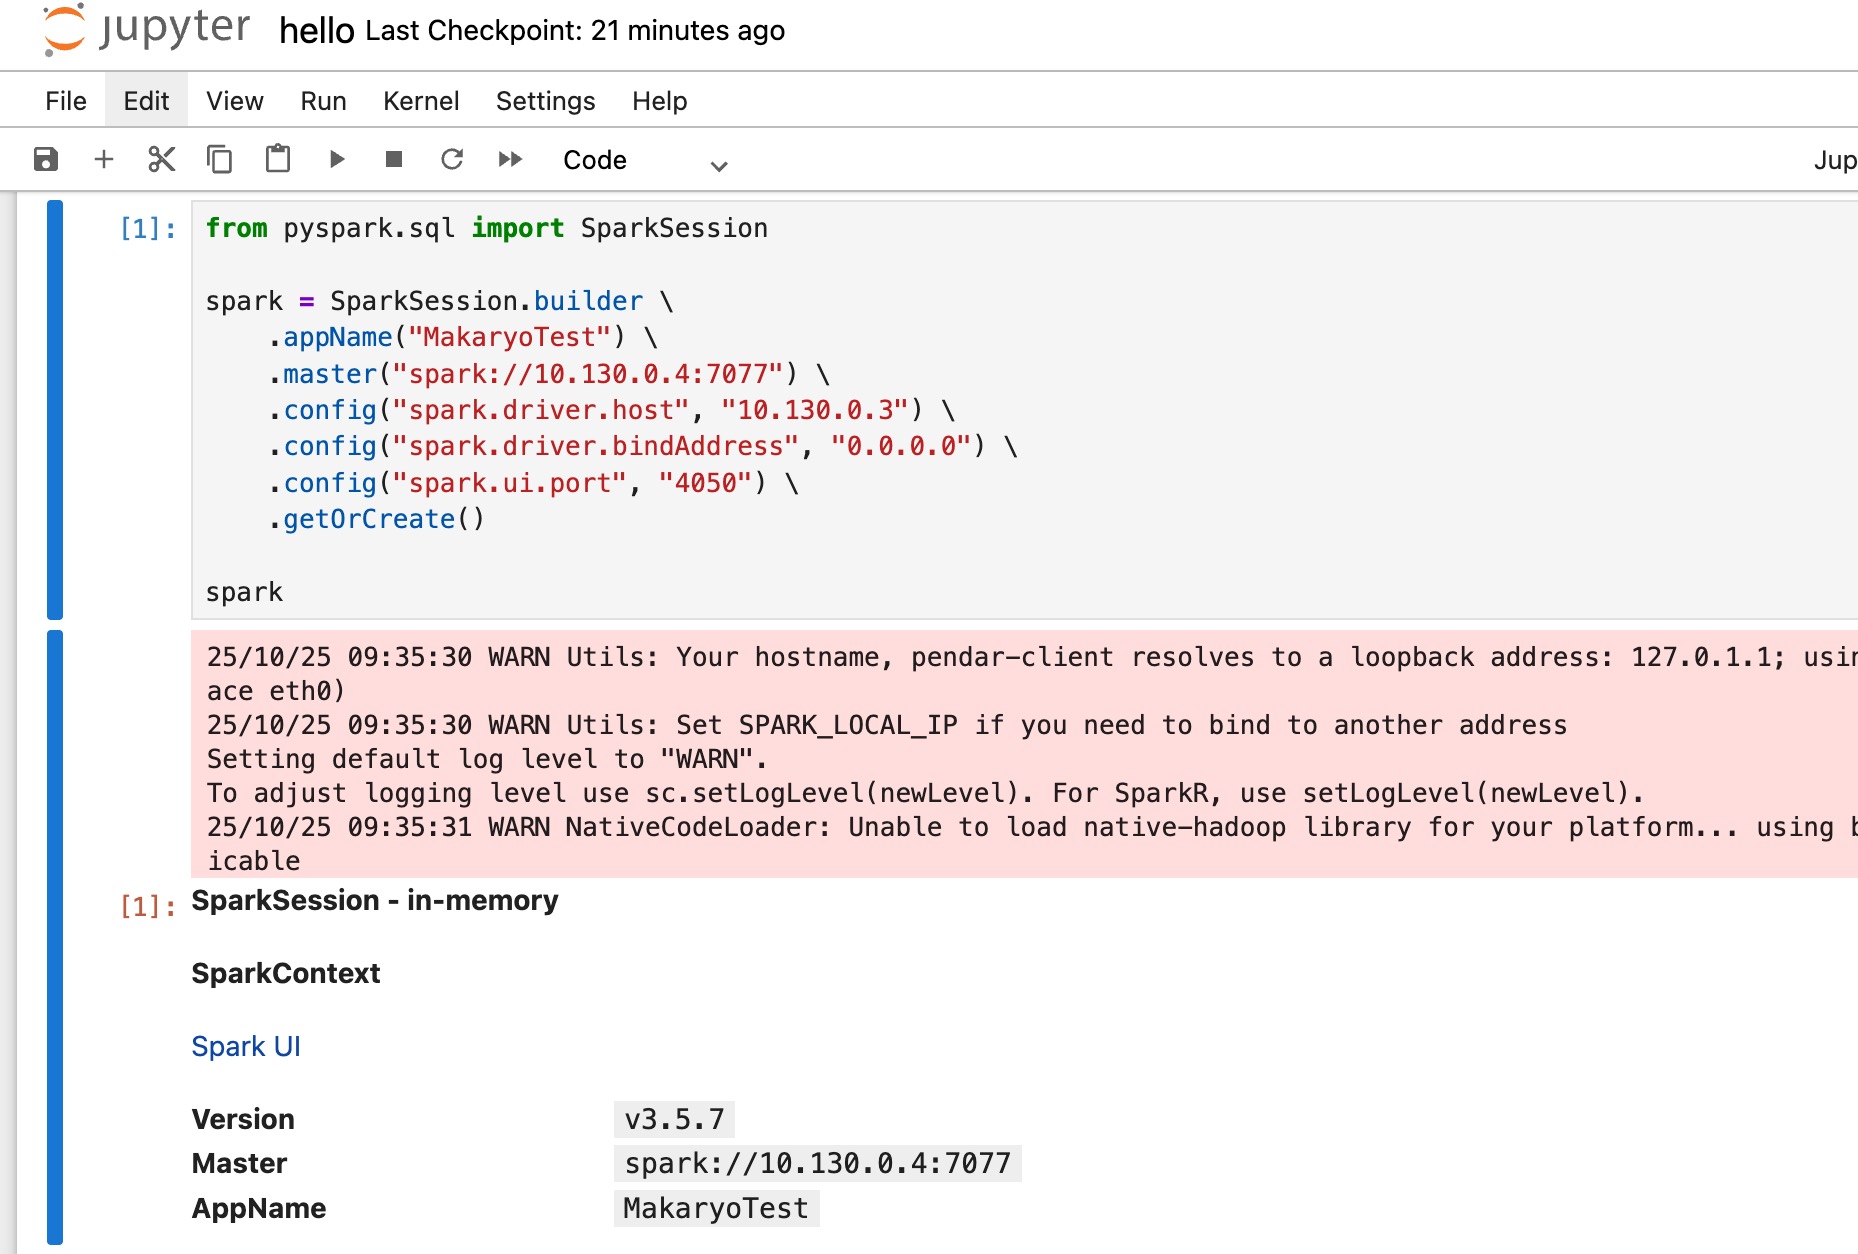 jupyter hello Last Checkpoint: 21 minutes ago
File Edit View Run Kernel Settings Help
Code
[1]: from pyspark.sql import SparkSession
spark = SparkSession.builder \
    .appName("MakaryoTest") \
    .master("spark://10.130.0.4:7077") \
    .config("spark.driver.host", "10.130.0.3") \
    .config("spark.driver.bindAddress", "0.0.0.0") \
    .config("spark.ui.port", "4050") \
    .getOrCreate()
spark
25/10/25 09:35:30 WARN Utils: Your hostname, pendar-client resolves to a loopback address: 127.0.1.1;
ace eth0)
25/10/25 09:35:30 WARN Utils: Set SPARK_LOCAL_IP if you need to bind to another address
Setting default log level to "WARN".
To adjust logging level use sc.setLogLevel(newLevel). For SparkR, use setLogLevel(newLevel).
25/10/25 09:35:31 WARN NativeCodeLoader: Unable to load native-hadoop library for your platform... using
icable
[1]: SparkSession - in-memory
SparkContext
Spark UI
Version v3.5.7
Master spark://10.130.0.4:7077
AppName MakaryoTest